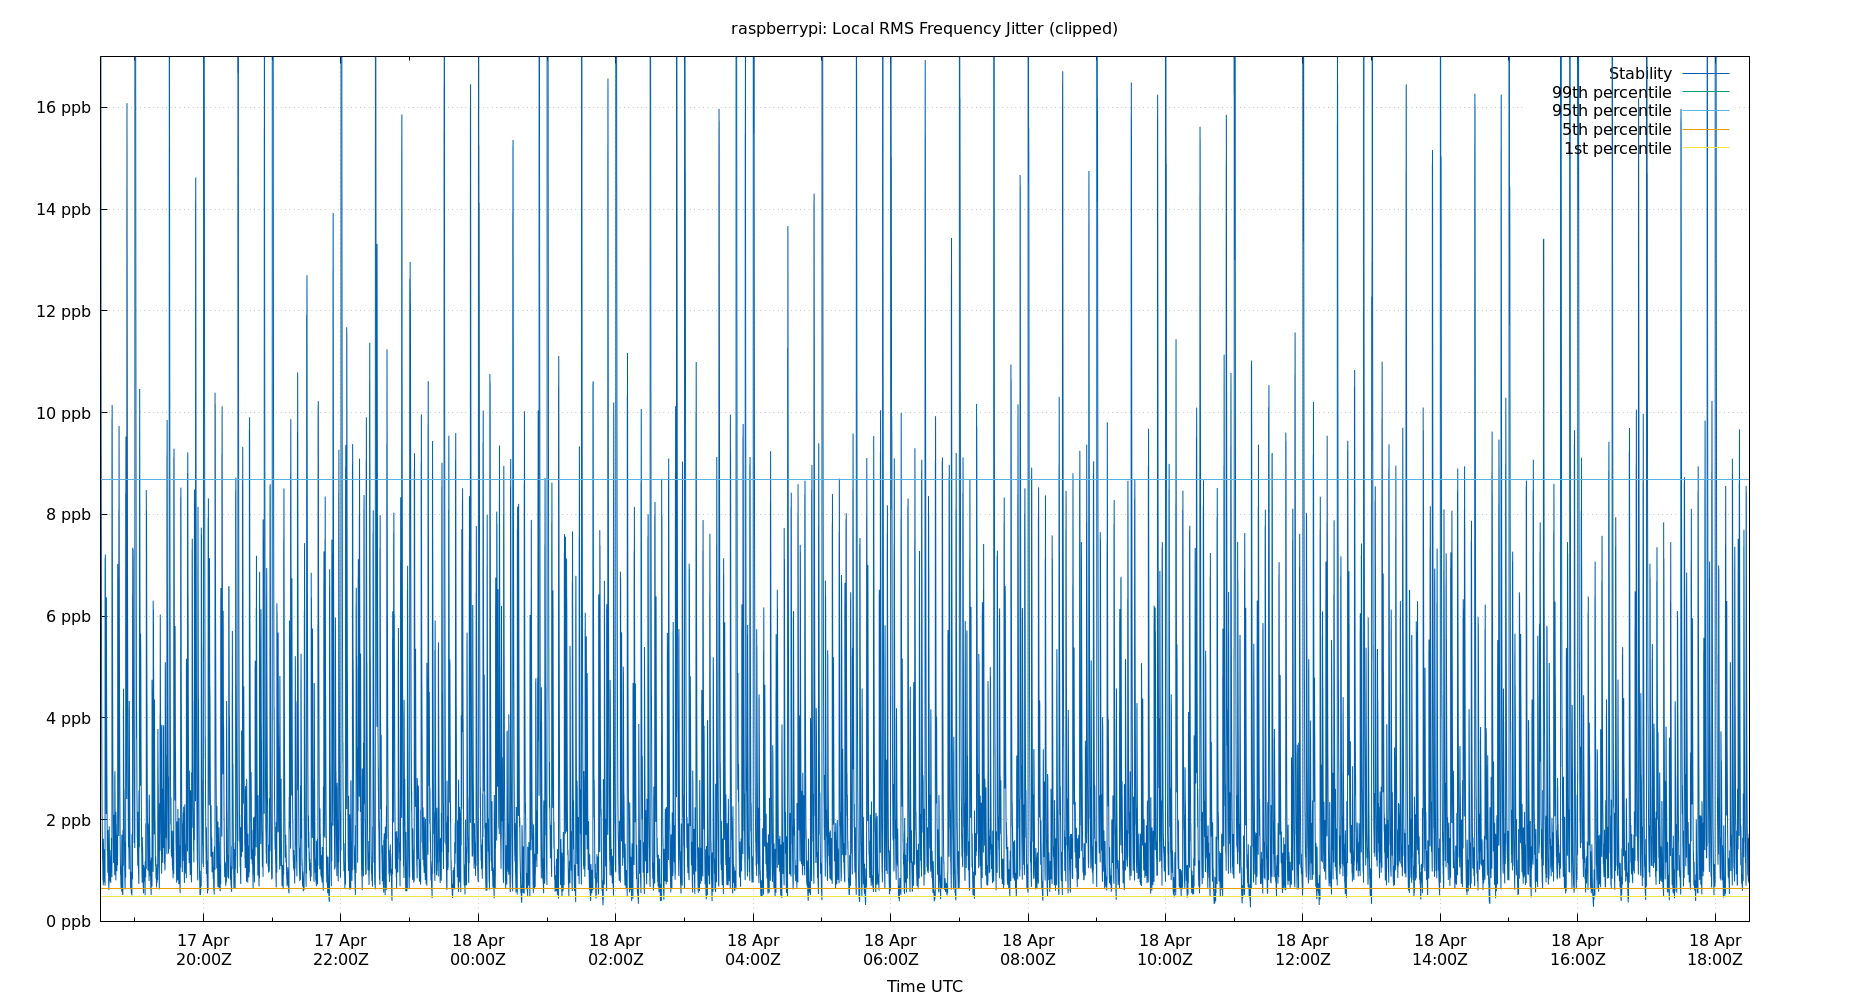 raspberrypi: Local RMS Frequency Jitter (clipped)
Stability
99th percentile
95th percentile
5th percentile
1st percentile
16 ppb
14 ppb
12 ppb
10 ppb
8 ppb
6 ppb
4 ppb
2 ppb
0 ppb
17 Apr 17 Apr 18 Apr 18 Apr 18 Apr 18 Apr 18 Apr 18 Apr 18 Apr 18 Apr 18 Apr 18 Apr
20:00Z 22:00Z 00:00Z 02:00Z 04:00Z 06:00Z 08:00Z 10:00Z 12:00Z 14:00Z 16:00Z 18:00Z
Time UTC